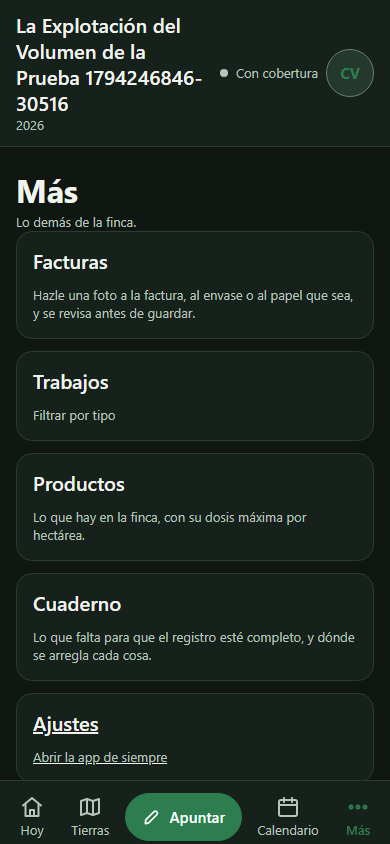 La Explotación del
Volumen de la
Prueba 1794246846-
30516
2026
Con cobertura
CV
Más
Lo demás de la finca.
Facturas
Hazle una foto a la factura, al envase o al papel que sea,
y se revisa antes de guardar.
Trabajos
Filtrar por tipo
Productos
Lo que hay en la finca, con su dosis máxima por
hectárea.
Cuaderno
Lo que falta para que el registro esté completo, y dónde
se arregla cada cosa.
Ajustes
Abrir la app de siempre
Hoy
Tierras
Apuntar
Calendario
Más